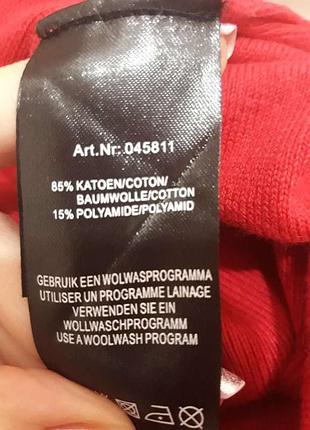 Art.Nr: 045811
85% KATOEN/COTON/
BAUMWOLLE/COTTON
15% POLYAMIDE/POLYAMID
GEBRUIK EEN WOLWASPROGRAMMA
UTILISER UN PROGRAMME LAINAGE
VERWENDEN SIE EIN
WOLLWASCHPROGRAMM
USE A WOOLWASH PROGRAM